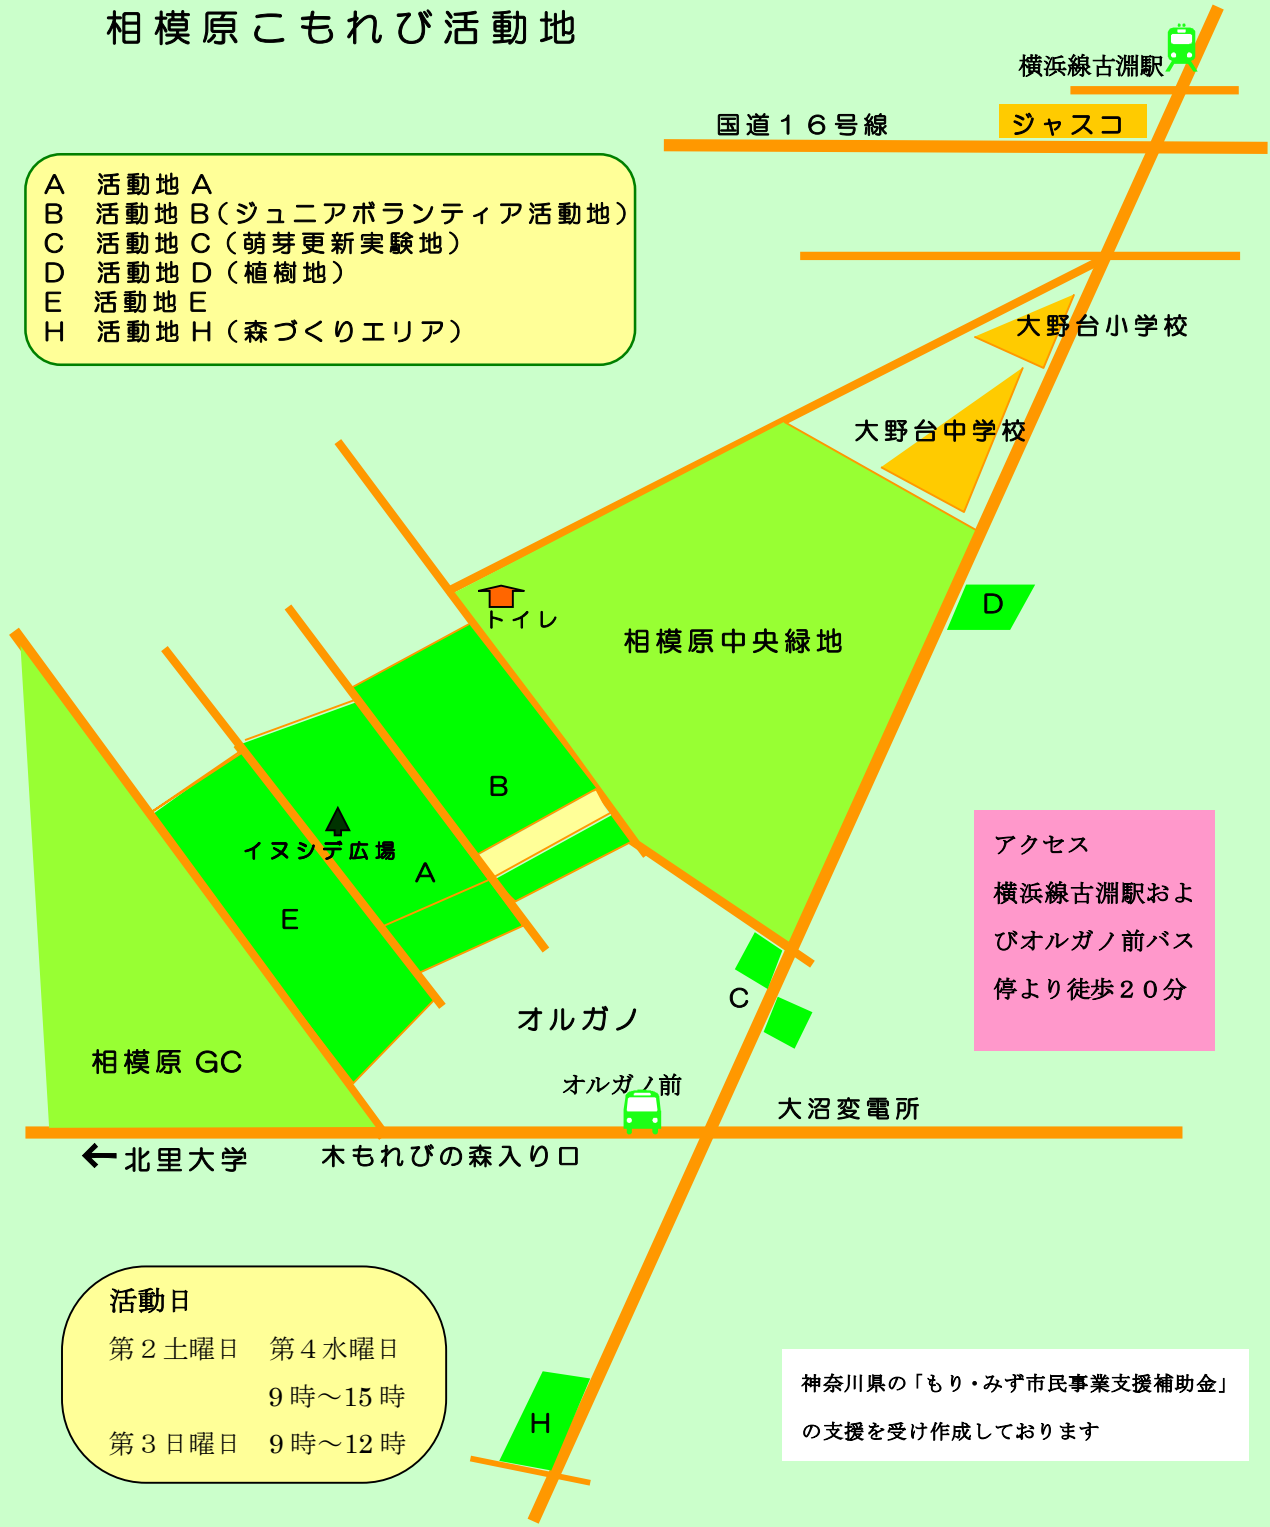 相模原こもれび活動地
横浜線古淵駅
国道１６号線
ジャスコ
A 活動地 A
B 活動地 B（ジュニアボランティア活動地）
C 活動地 C（萌芽更新実験地）
D 活動地 D（植樹地）
E 活動地 E
H 活動地 H（森づくりエリア）
大野台小学校
大野台中学校
D
トイレ
相模原中央緑地
B
イヌシデ広場
A
E
アクセス
横浜線古淵駅およ
びオルガノ前バス
停より徒歩２０分
C
オルガノ
相模原 GC
オルガノ前
大沼変電所
←北里大学
木もれびの森入り口
活動日
第２土曜日 第４水曜日
9 時～15 時
第３日曜日 9 時～12 時
H
神奈川県の「もり・みず市民事業支援補助金」
の支援を受け作成しております